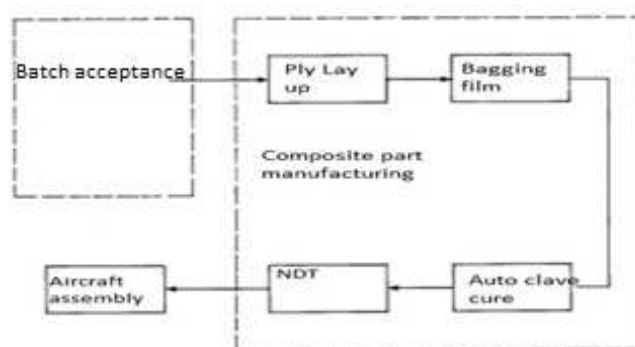 Batch acceptance
Ply Lay
up
Bagging
film
Composite part
manufacturing
Aircraft
assembly
NDT
Auto clave
cure